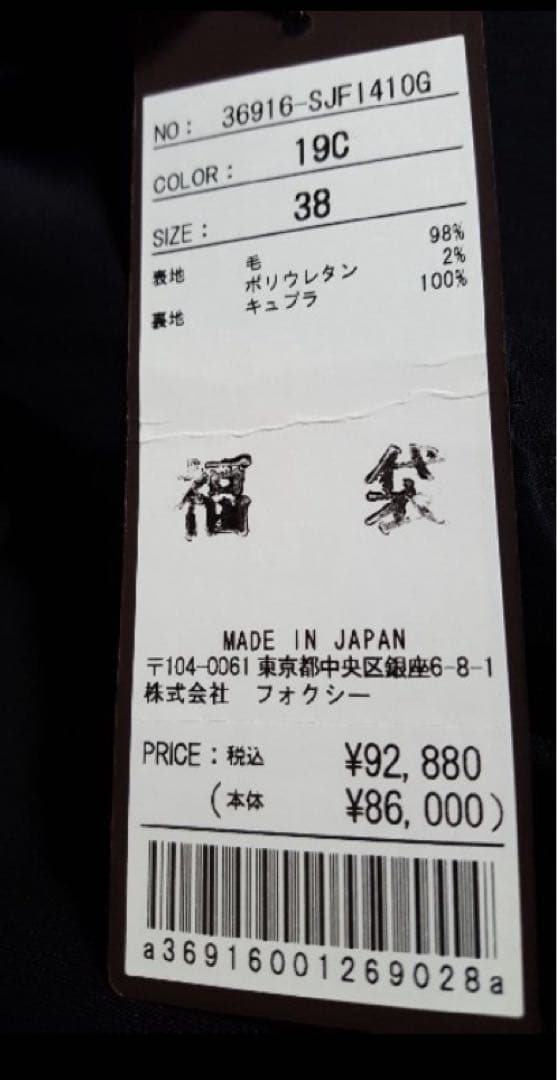 NO: 36916-SJFI410G
COLOR: 19C
SIZE: 38
表地 毛 98%
ポリウレタン 2%
裏地 キュプラ 100%
福 袋
MADE IN JAPAN
〒104-0061 東京都中央区銀座6-8-1
株式会社 フォクシー
PRICE:税込 ¥92,880
(本体 ¥86,000)
a36916001269028a